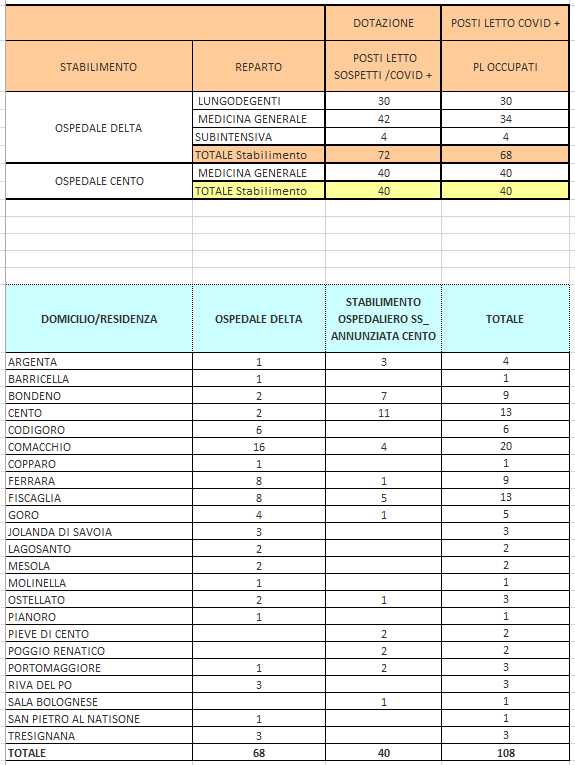 DOTAZIONE POSTI LETTO COVID +
STABILIMENTO REPARTO POSTI LETTO SOSPETTI /COVID + PL OCCUPATI
OSPEDALE DELTA LUNGODEGENTI 30 30
MEDICINA GENERALE 42 34
SUBINTENSIVA 4 4
TOTALE Stabilimento 72 68
OSPEDALE CENTO MEDICINA GENERALE 40 40
TOTALE Stabilimento 40 40
DOMICILIO/RESIDENZA OSPEDALE DELTA STABILIMENTO OSPEDALIERO SS_ ANNUNZIATA CENTO TOTALE
ARGENTA 1 3 4
BARRICELLA 1 1
BONDENO 2 7 9
CENTO 2 11 13
CODIGORO 6 6
COMACCHIO 16 4 20
COPPARO 1 1
FERRARA 8 1 9
FISCAGLIA 8 5 13
GORO 4 1 5
JOLANDA DI SAVOIA 3 3
LAGOSANTO 2 2
MESOLA 2 2
MOLINELLA 1 1
OSTELLATO 2 1 3
PIANORO 1 1
PIEVE DI CENTO 2 2
POGGIO RENATICO 2 2
PORTOMAGGIORE 1 2 3
RIVA DEL PO 3 3
SALA BOLOGNESE 1 1
SAN PIETRO AL NATISONE 1 1
TRESIGNANA 3 3
TOTALE 68 40 108